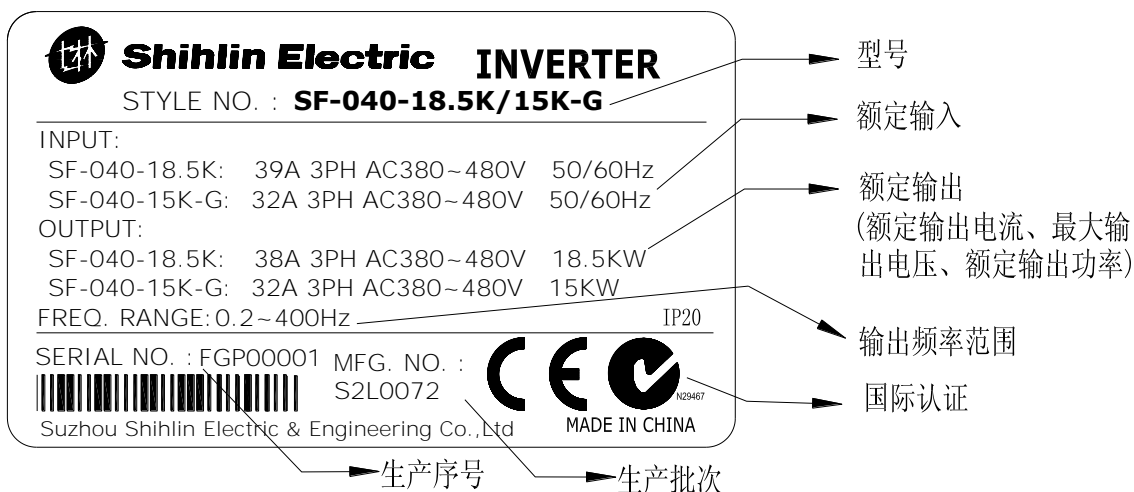 Shihlin Electric INVERTER
STYLE NO. : SF-040-18.5K/15K-G
INPUT:
SF-040-18.5K: 39A 3PH AC380~480V 50/60Hz
SF-040-15K-G: 32A 3PH AC380~480V 50/60Hz
OUTPUT:
SF-040-18.5K: 38A 3PH AC380~480V 18.5KW
SF-040-15K-G: 32A 3PH AC380~480V 15KW
FREQ. RANGE:0.2~400Hz IP20
SERIAL NO. :FGP00001
MFG. NO. :
S2L0072
CE
N29467
Suzhou Shihlin Electric & Engineering Co.,Ltd
MADE IN CHINA
型号
额定输入
额定输出
(额定输出电流、最大输
出电压、额定输出功率)
输出频率范围
国际认证
生产序号
生产批次